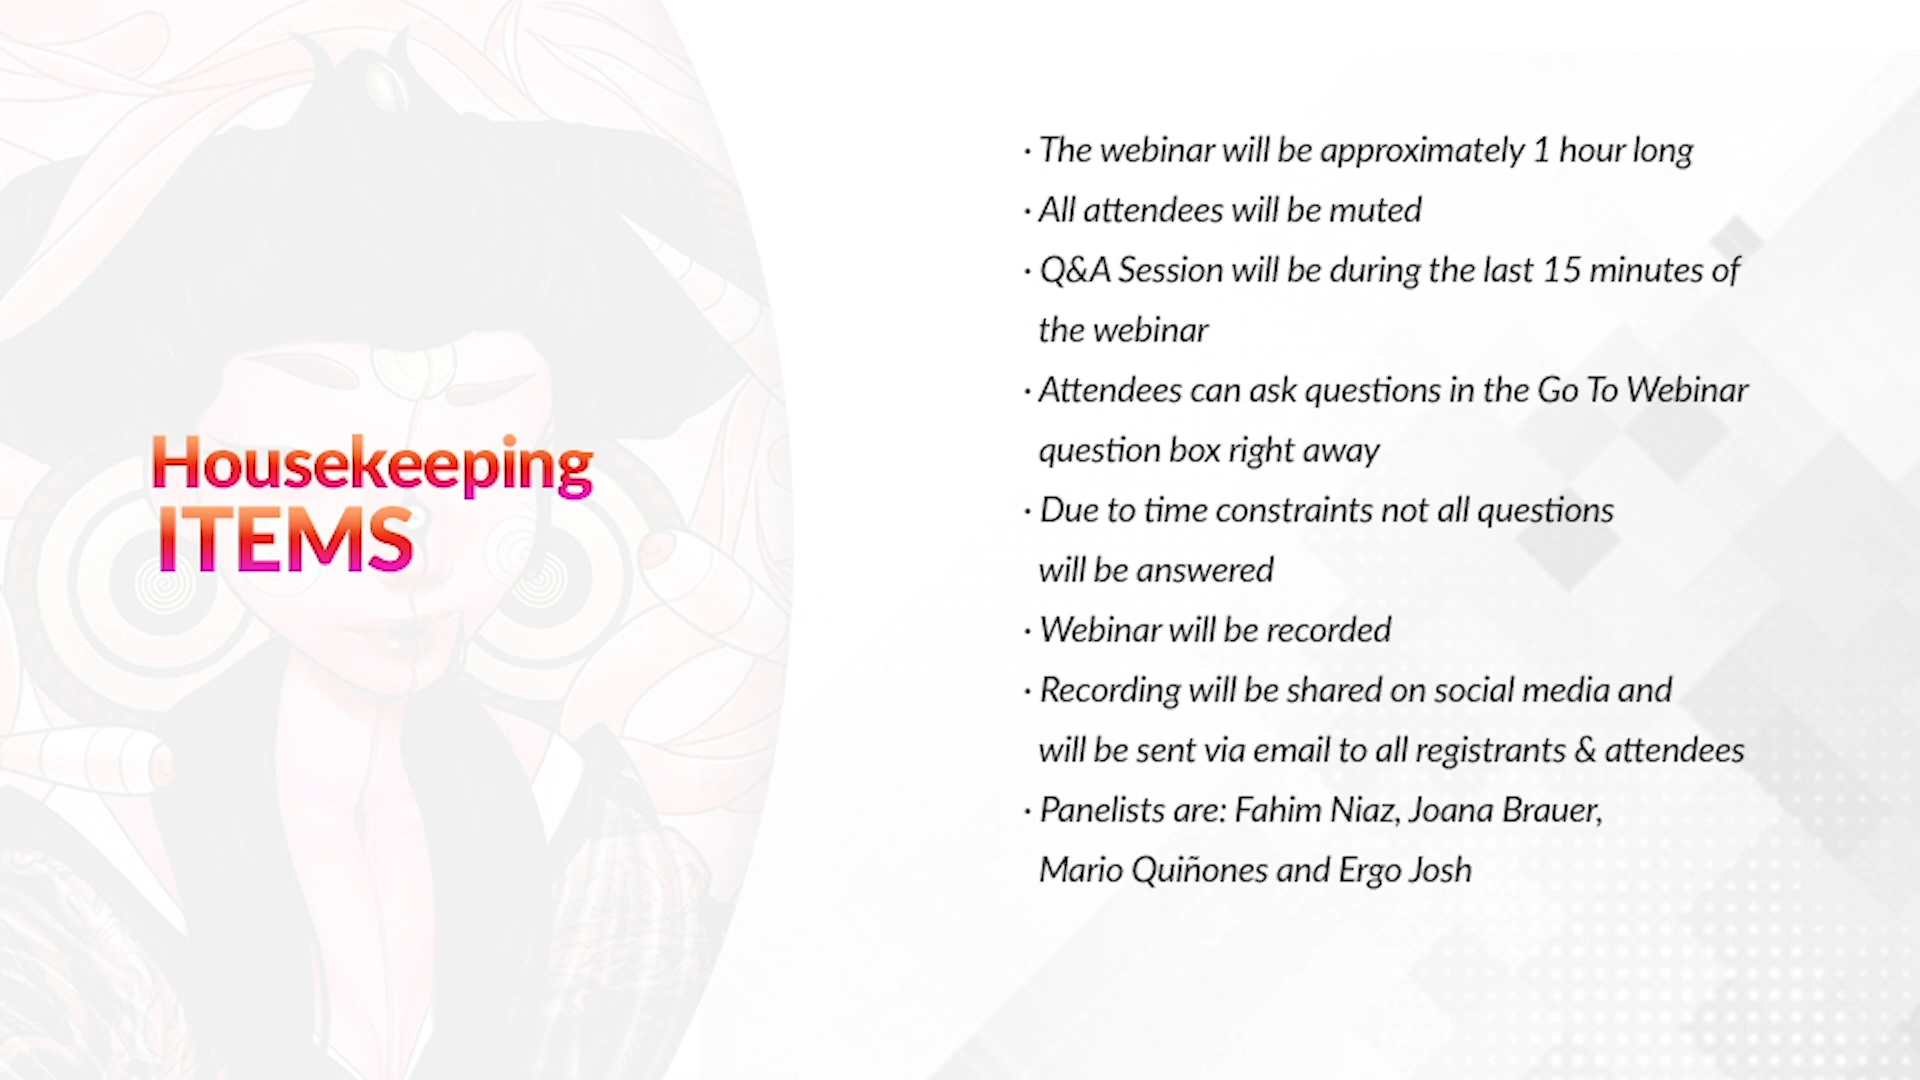 Housekeeping
ITEMS
· The webinar will be approximately 1 hour long
· All attendees will be muted
· Q&A Session will be during the last 15 minutes of
the webinar
· Attendees can ask questions in the Go To Webinar
question box right away
· Due to time constraints not all questions
will be answered
· Webinar will be recorded
· Recording will be shared on social media and
will be sent via email to all registrants & attendees
· Panelists are: Fahim Niaz, Joana Brauer,
Mario Quiñones and Ergo Josh